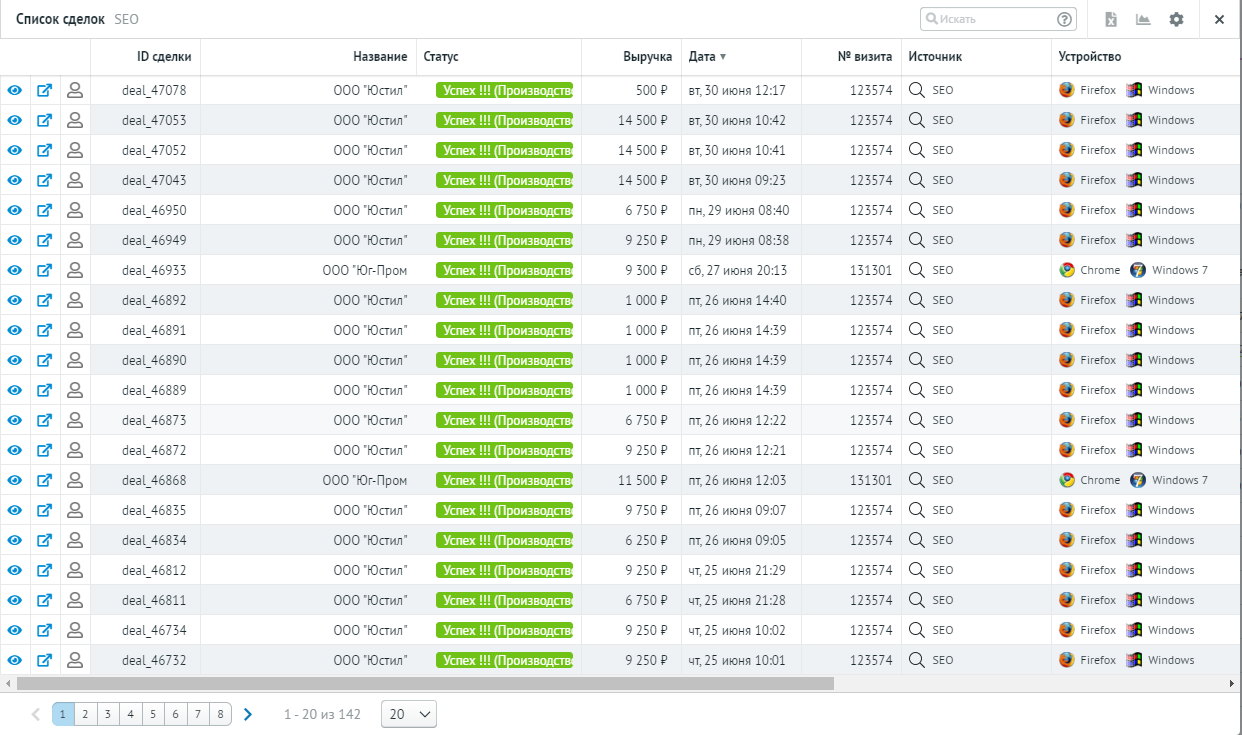 Список сделок SEO Искать
ID сделки Название Статус Выручка Дата № визита Источник Устройство
deal_47078 ООО "Юстил" Успех !!! (Производств 500 ₽ вт, 30 июня 12:17 123574 SEO Firefox Windows
deal_47053 ООО "Юстил" Успех !!! (Производств 14 500 ₽ вт, 30 июня 10:42 123574 SEO Firefox Windows
deal_47052 ООО "Юстил" Успех !!! (Производств 14 500 ₽ вт, 30 июня 10:41 123574 SEO Firefox Windows
deal_47043 ООО "Юстил" Успех !!! (Производств 14 500 ₽ вт, 30 июня 09:23 123574 SEO Firefox Windows
deal_46950 ООО "Юстил" Успех !!! (Производств 6 750 ₽ пн, 29 июня 08:40 123574 SEO Firefox Windows
deal_46949 ООО "Юстил" Успех !!! (Производств 9 250 ₽ пн, 29 июня 08:38 123574 SEO Firefox Windows
deal_46933 ООО "Юг-Пром Успех !!! (Производств 9 300 ₽ сб, 27 июня 20:13 131301 SEO Chrome Windows 7
deal_46892 ООО "Юстил" Успех !!! (Производств 1 000 ₽ пт, 26 июня 14:40 123574 SEO Firefox Windows
deal_46891 ООО "Юстил" Успех !!! (Производств 1 000 ₽ пт, 26 июня 14:39 123574 SEO Firefox Windows
deal_46890 ООО "Юстил" Успех !!! (Производств 1 000 ₽ пт, 26 июня 14:39 123574 SEO Firefox Windows
deal_46889 ООО "Юстил" Успех !!! (Производств 1 000 ₽ пт, 26 июня 14:39 123574 SEO Firefox Windows
deal_46873 ООО "Юстил" Успех !!! (Производств 6 750 ₽ пт, 26 июня 12:22 123574 SEO Firefox Windows
deal_46872 ООО "Юстил" Успех !!! (Производств 9 250 ₽ пт, 26 июня 12:21 123574 SEO Firefox Windows
deal_46868 ООО "Юг-Пром Успех !!! (Производств 11 500 ₽ пт, 26 июня 12:03 131301 SEO Chrome Windows 7
deal_46835 ООО "Юстил" Успех !!! (Производств 9 750 ₽ пт, 26 июня 09:07 123574 SEO Firefox Windows
deal_46834 ООО "Юстил" Успех !!! (Производств 6 250 ₽ пт, 26 июня 09:05 123574 SEO Firefox Windows
deal_46812 ООО "Юстил" Успех !!! (Производств 9 250 ₽ чт, 25 июня 21:29 123574 SEO Firefox Windows
deal_46811 ООО "Юстил" Успех !!! (Производств 6 750 ₽ чт, 25 июня 21:28 123574 SEO Firefox Windows
deal_46734 ООО "Юстил" Успех !!! (Производств 9 250 ₽ чт, 25 июня 10:02 123574 SEO Firefox Windows
deal_46732 ООО "Юстил" Успех !!! (Производств 9 250 ₽ чт, 25 июня 10:01 123574 SEO Firefox Windows
1 2 3 4 5 6 7 8 1 - 20 из 142 20